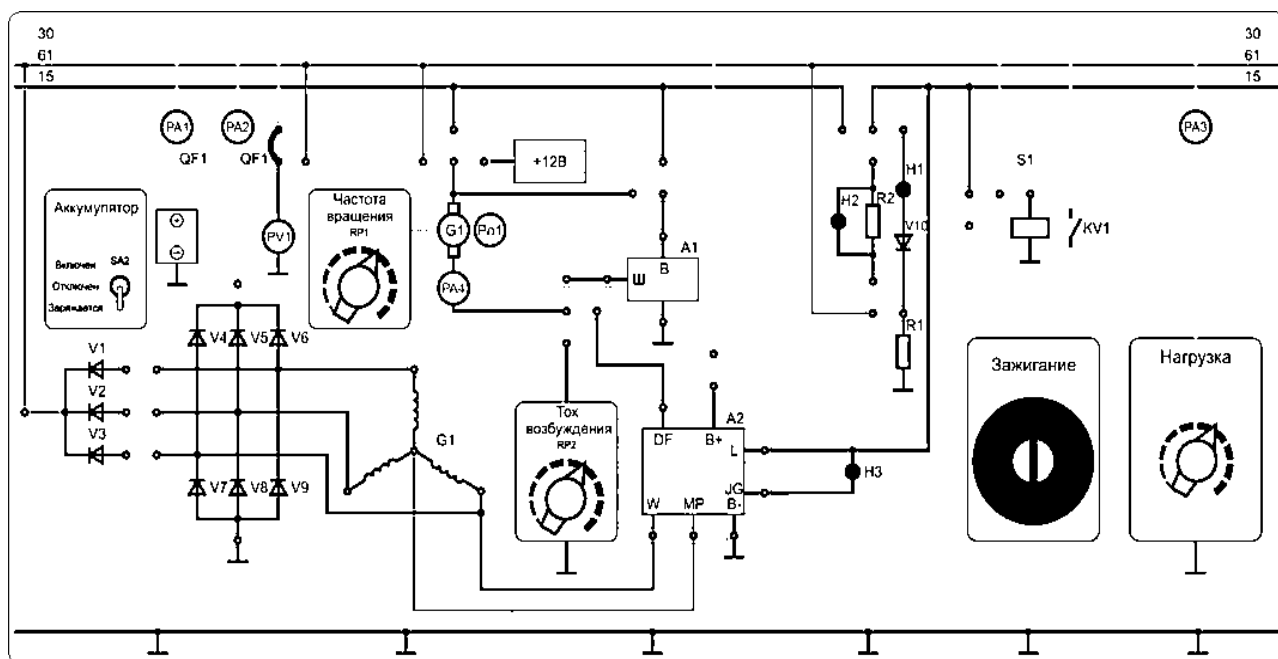 30
61
15
30
61
15
PA1
PA2
QF1
QF1
+12В
PA3
S1
H1
H2
R2
V10
KV1
Аккумулятор
Частота
вращения
RP1
PV1
G1
A1
В
Ш
Включен
SA2
Отключен
Заряжается
PA4
R1
V4
V5
V6
V1
V2
V3
G1
Ток
возбуждения
RP2
A2
DF
B+
L
Зажигание
Нагрузка
H3
V7
V8
V9
W
MP
JG
B-